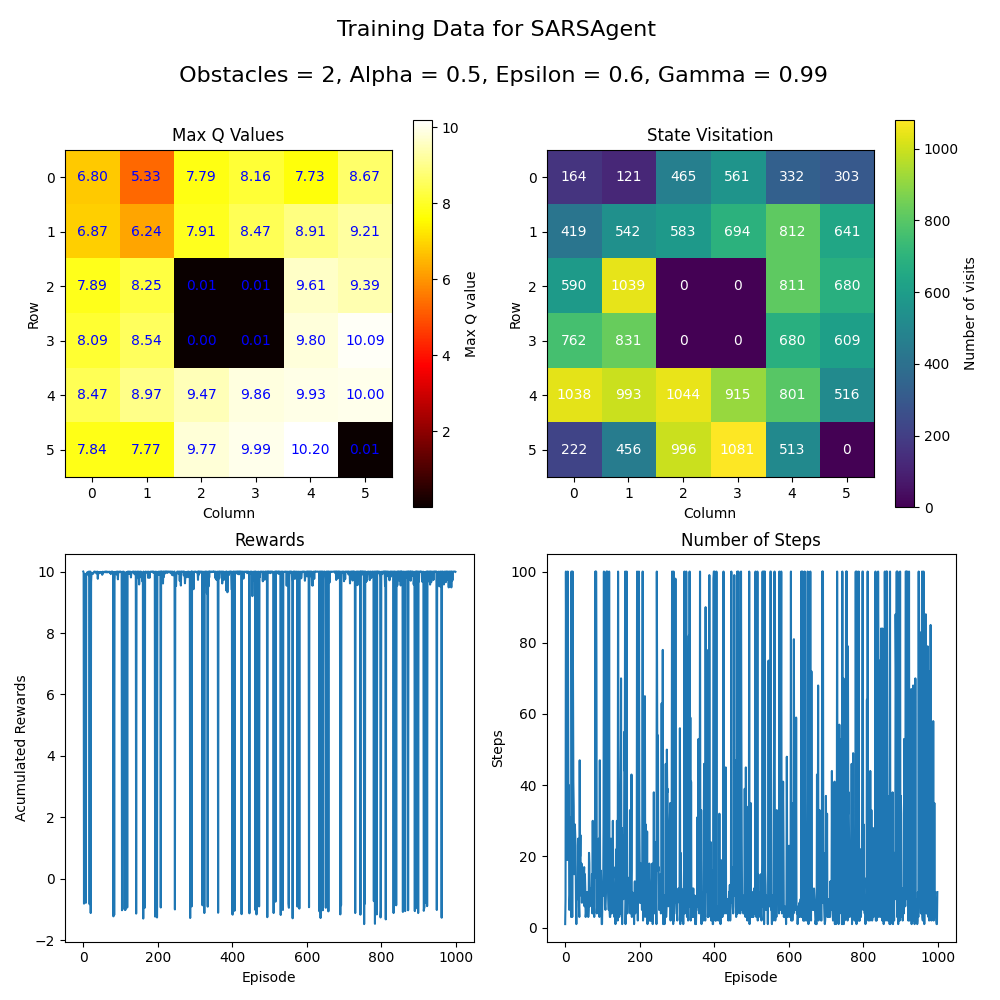 Training Data for SARSAgent
Obstacles = 2, Alpha = 0.5, Epsilon = 0.6, Gamma = 0.99
Max Q Values
Row
0 6.80 5.33 7.79 8.16 7.73 8.67
1 6.87 6.24 7.91 8.47 8.91 9.21
2 7.89 8.25 0.01 0.01 9.61 9.39
3 8.09 8.54 0.00 0.01 9.80 10.09
4 8.47 8.97 9.47 9.86 9.93 10.00
5 7.84 7.77 9.77 9.99 10.20 0.01
0 1 2 3 4 5
Column
10
8
6
4
2
Max Q value
State Visitation
Row
0 164 121 465 561 332 303
1 419 542 583 694 812 641
2 590 1039 0 0 811 680
3 762 831 0 0 680 609
4 1038 993 1044 915 801 516
5 222 456 996 1081 513 0
0 1 2 3 4 5
Column
1000
800
600
400
200
0
Number of visits
Rewards
Acumulated Rewards
10
8
6
4
2
0
−2
0 200 400 600 800 1000
Episode
Number of Steps
Steps
100
80
60
40
20
0
0 200 400 600 800 1000
Episode